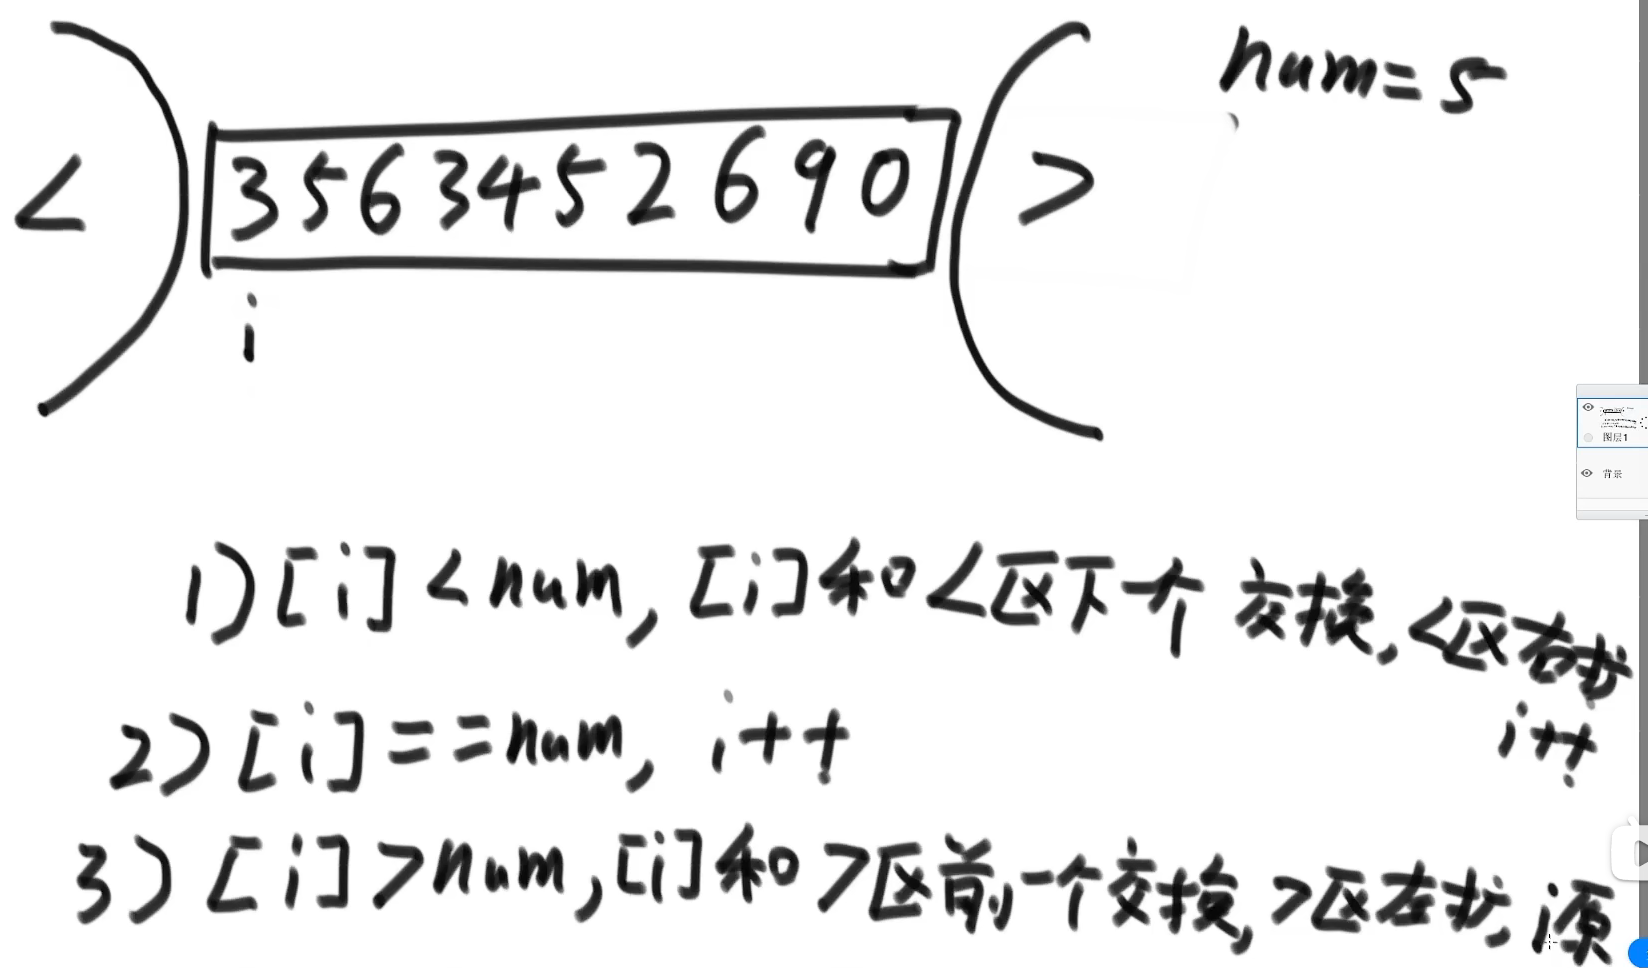 num=5
< 3 5 6 3 4 5 2 6 9 0 >
i
图层1
背景
1) [i] < num, [i]和<区下一个 交换, <区右扩
i++
2) [i] == num, i++
3) [i] > num, [i]和>区前一个交换, >区左扩, i源